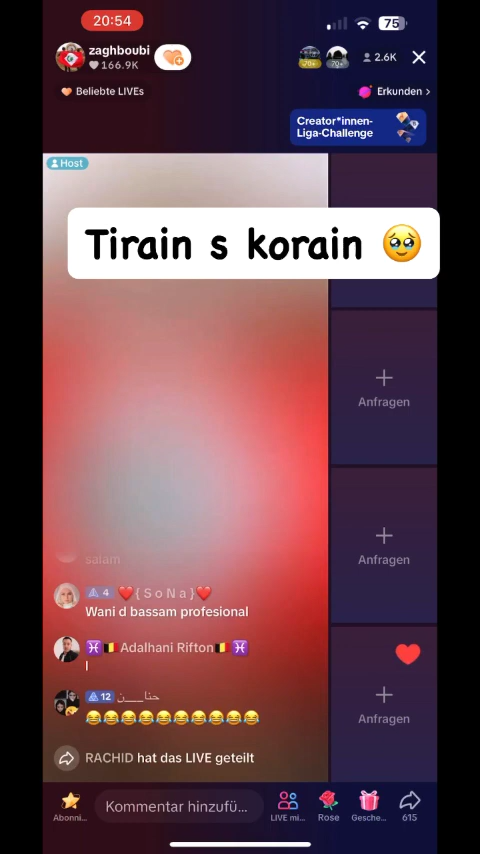 20:54
75
zaghboubi
166.9K
70+
70+
2.6K
Beliebte LIVEs
Erkunden >
Creator*innen-
Liga-Challenge
Host
Tirain s korain 🥹
Anfragen
Anfragen
Anfragen
salam
4 ❤️{ S o N a }❤️
Wani d bassam profesional
♓🇧🇪 Adalhani Rifton🇧🇪 ♓
I
12 حنا___ن
😂😂😂😂😂😂😂😂😂😂
RACHID hat das LIVE geteilt
Abonni...
Kommentar hinzufü...
LIVE mi...
Rose
Gesche...
615